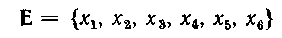 E = {x₁, x₂, x₃, x₄, x₅, x₆}